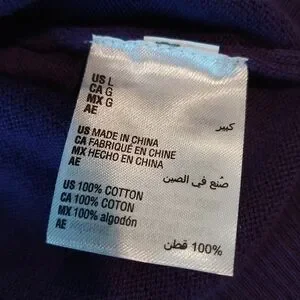 US L
CA G
MX G
AE كبير
US MADE IN CHINA
CA FABRIQUÉ EN CHINE
MX HECHO EN CHINA
AE صنع في الصين
US 100% COTTON
CA 100% COTON
MX 100% algodón
AE 100% قطن